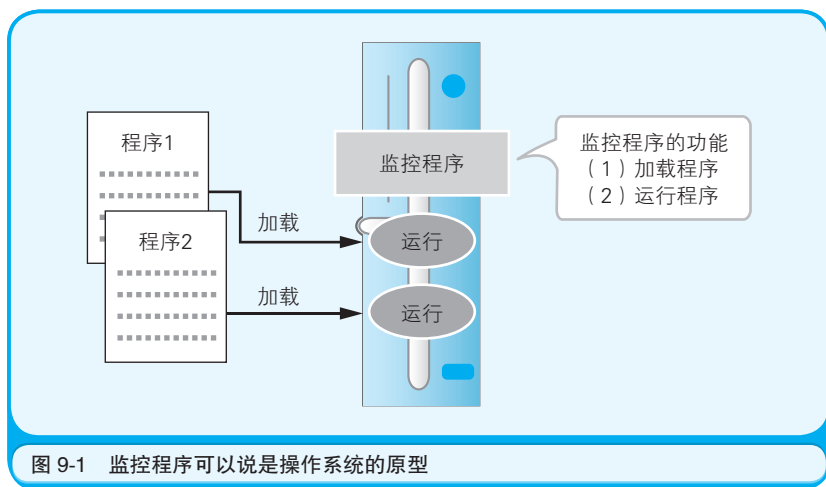 程序1
程序2
加载
加载
监控程序
运行
运行
监控程序的功能
（1）加载程序
（2）运行程序
图 9-1 监控程序可以说是操作系统的原型